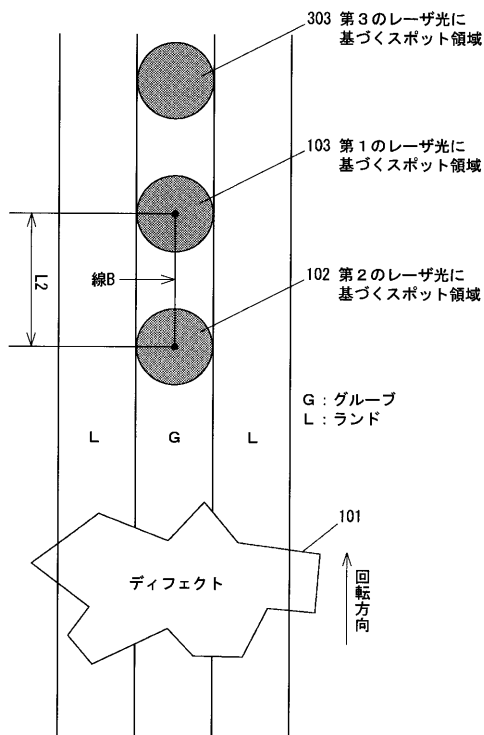 303 第3のレーザ光に
基づくスポット領域
103 第1のレーザ光に
基づくスポット領域
L2
線B
102 第2のレーザ光に
基づくスポット領域
G：グルーブ
L：ランド
L
G
L
101
ディフェクト
回転方向